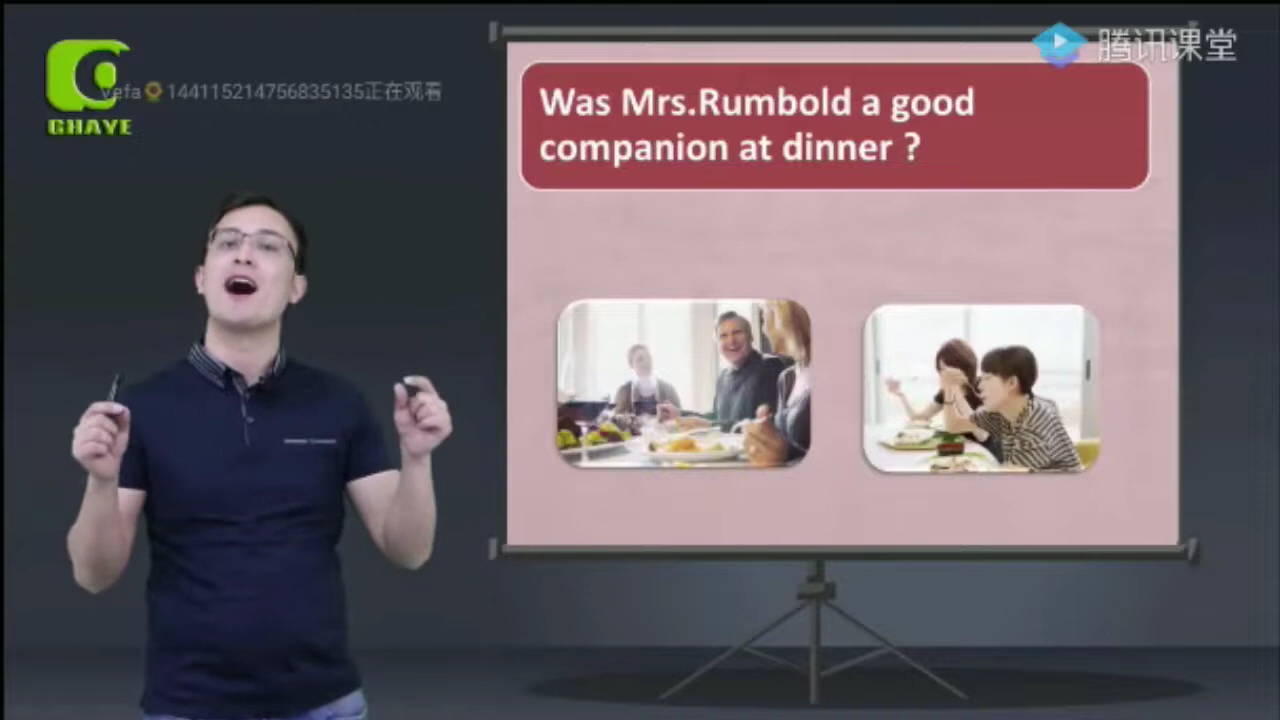 腾讯课堂
vefa 144115214756835135正在观看
GHAYE
Was Mrs.Rumbold a good
companion at dinner ?